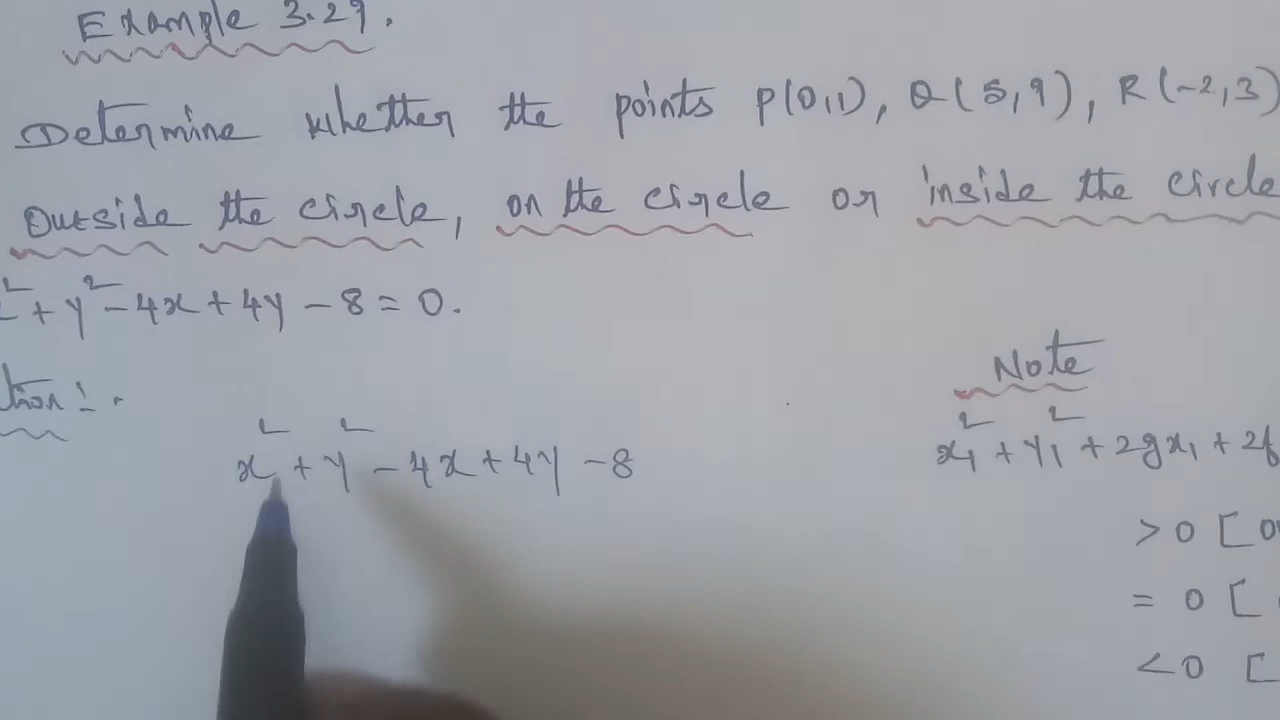 Example 3.29.
Determine whether the points P(0,1), Q(5,9), R(-2,3)
Outside the circle, on the circle or inside the circle
² + y² - 4x + 4y - 8 = 0.
tion :.
Note
x² + y² - 4x + 4y - 8
x₁² + y₁² + 2gx₁ + 2f
> 0 [ o
= 0 [
< 0 [